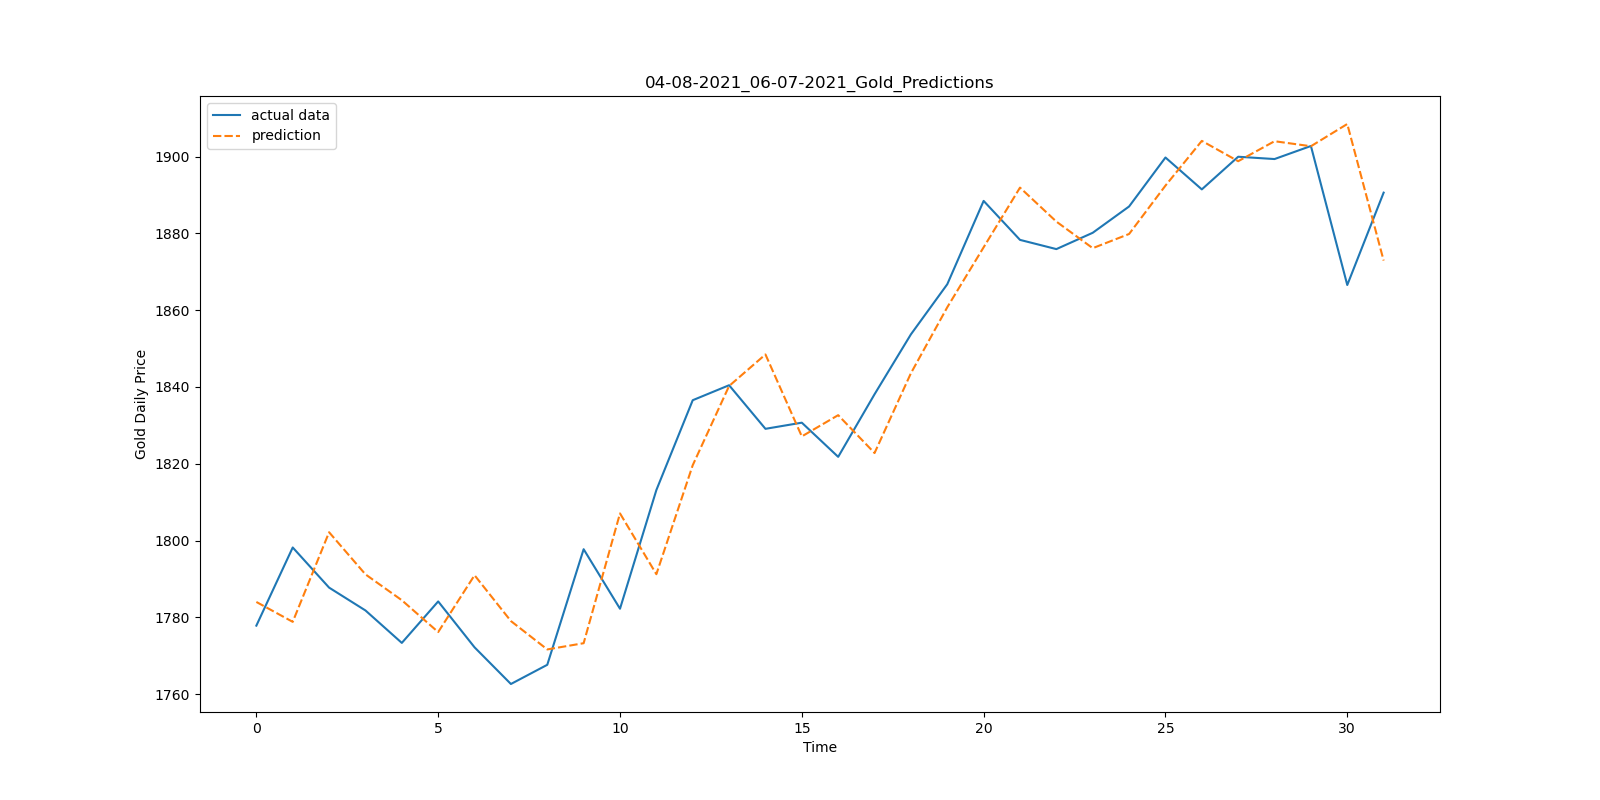 04-08-2021_06-07-2021_Gold_Predictions
actual data
prediction
Gold Daily Price
1900
1880
1860
1840
1820
1800
1780
1760
0 5 10 15 20 25 30
Time